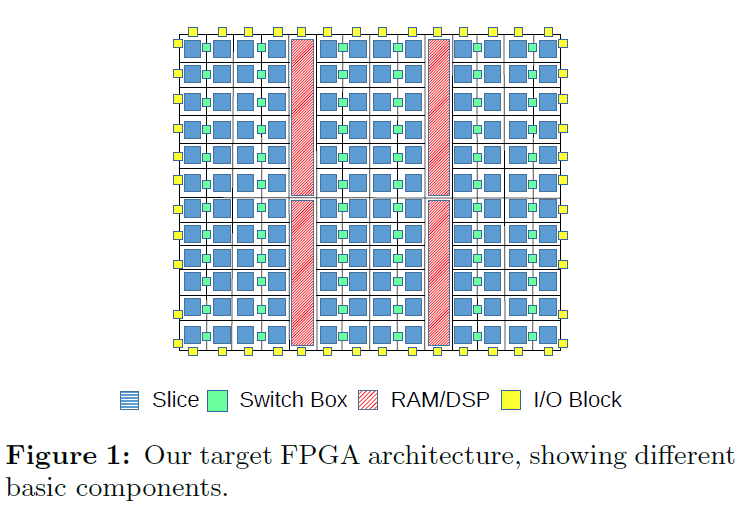 Slice Switch Box RAM/DSP I/O Block
Figure 1: Our target FPGA architecture, showing different
basic components.